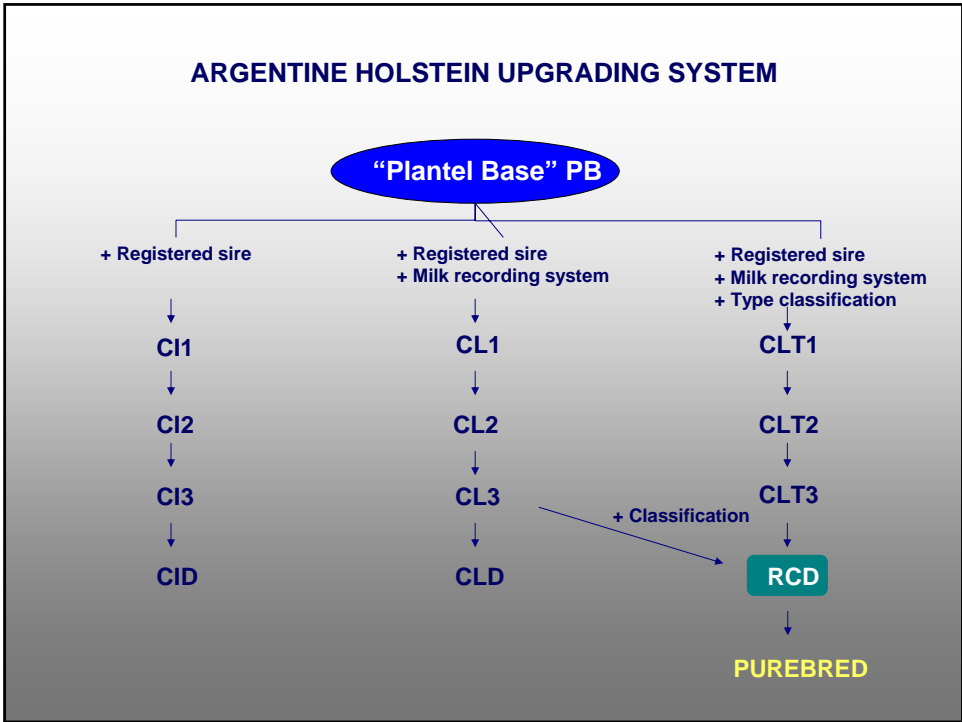 ARGENTINE HOLSTEIN UPGRADING SYSTEM
“Plantel Base” PB
+ Registered sire
+ Registered sire
+ Milk recording system
+ Registered sire
+ Milk recording system
+ Type classification
CI1
CL1
CLT1
CI2
CL2
CLT2
CI3
CL3
CLT3
+ Classification
CID
CLD
RCD
PUREBRED